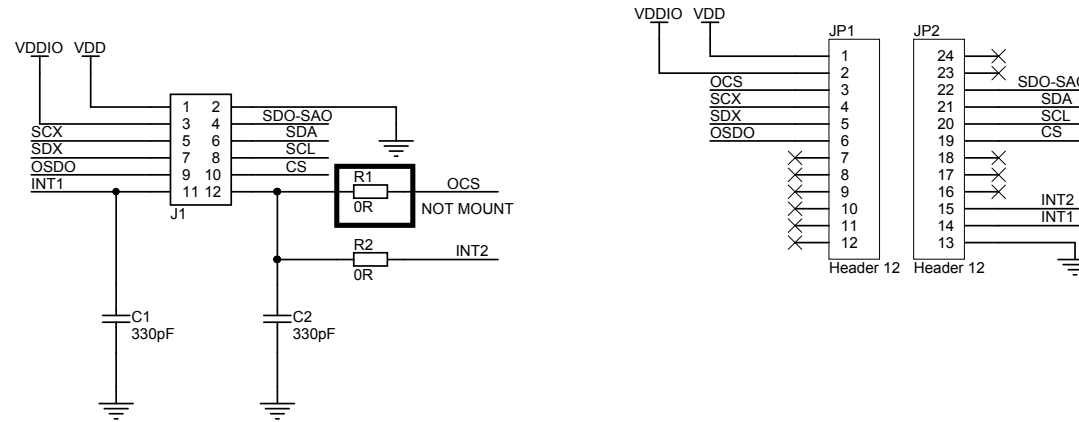 VDDIO VDD
1 2
3 4 SDO-SAO
SCX 5 6 SDA
SDX 7 8 SCL
OSDO 9 10 CS
INT1 11 12
J1
R1
0R
OCS
NOT MOUNT
R2
0R
INT2
C1
330pF
C2
330pF
VDDIO VDD
JP1
1
2
OCS 3
SCX 4
SDX 5
OSDO 6
7
8
9
10
11
12
Header 12
JP2
24
23
22 SDO-SAO
21 SDA
20 SCL
19 CS
18
17
16
15 INT2
14 INT1
13
Header 12